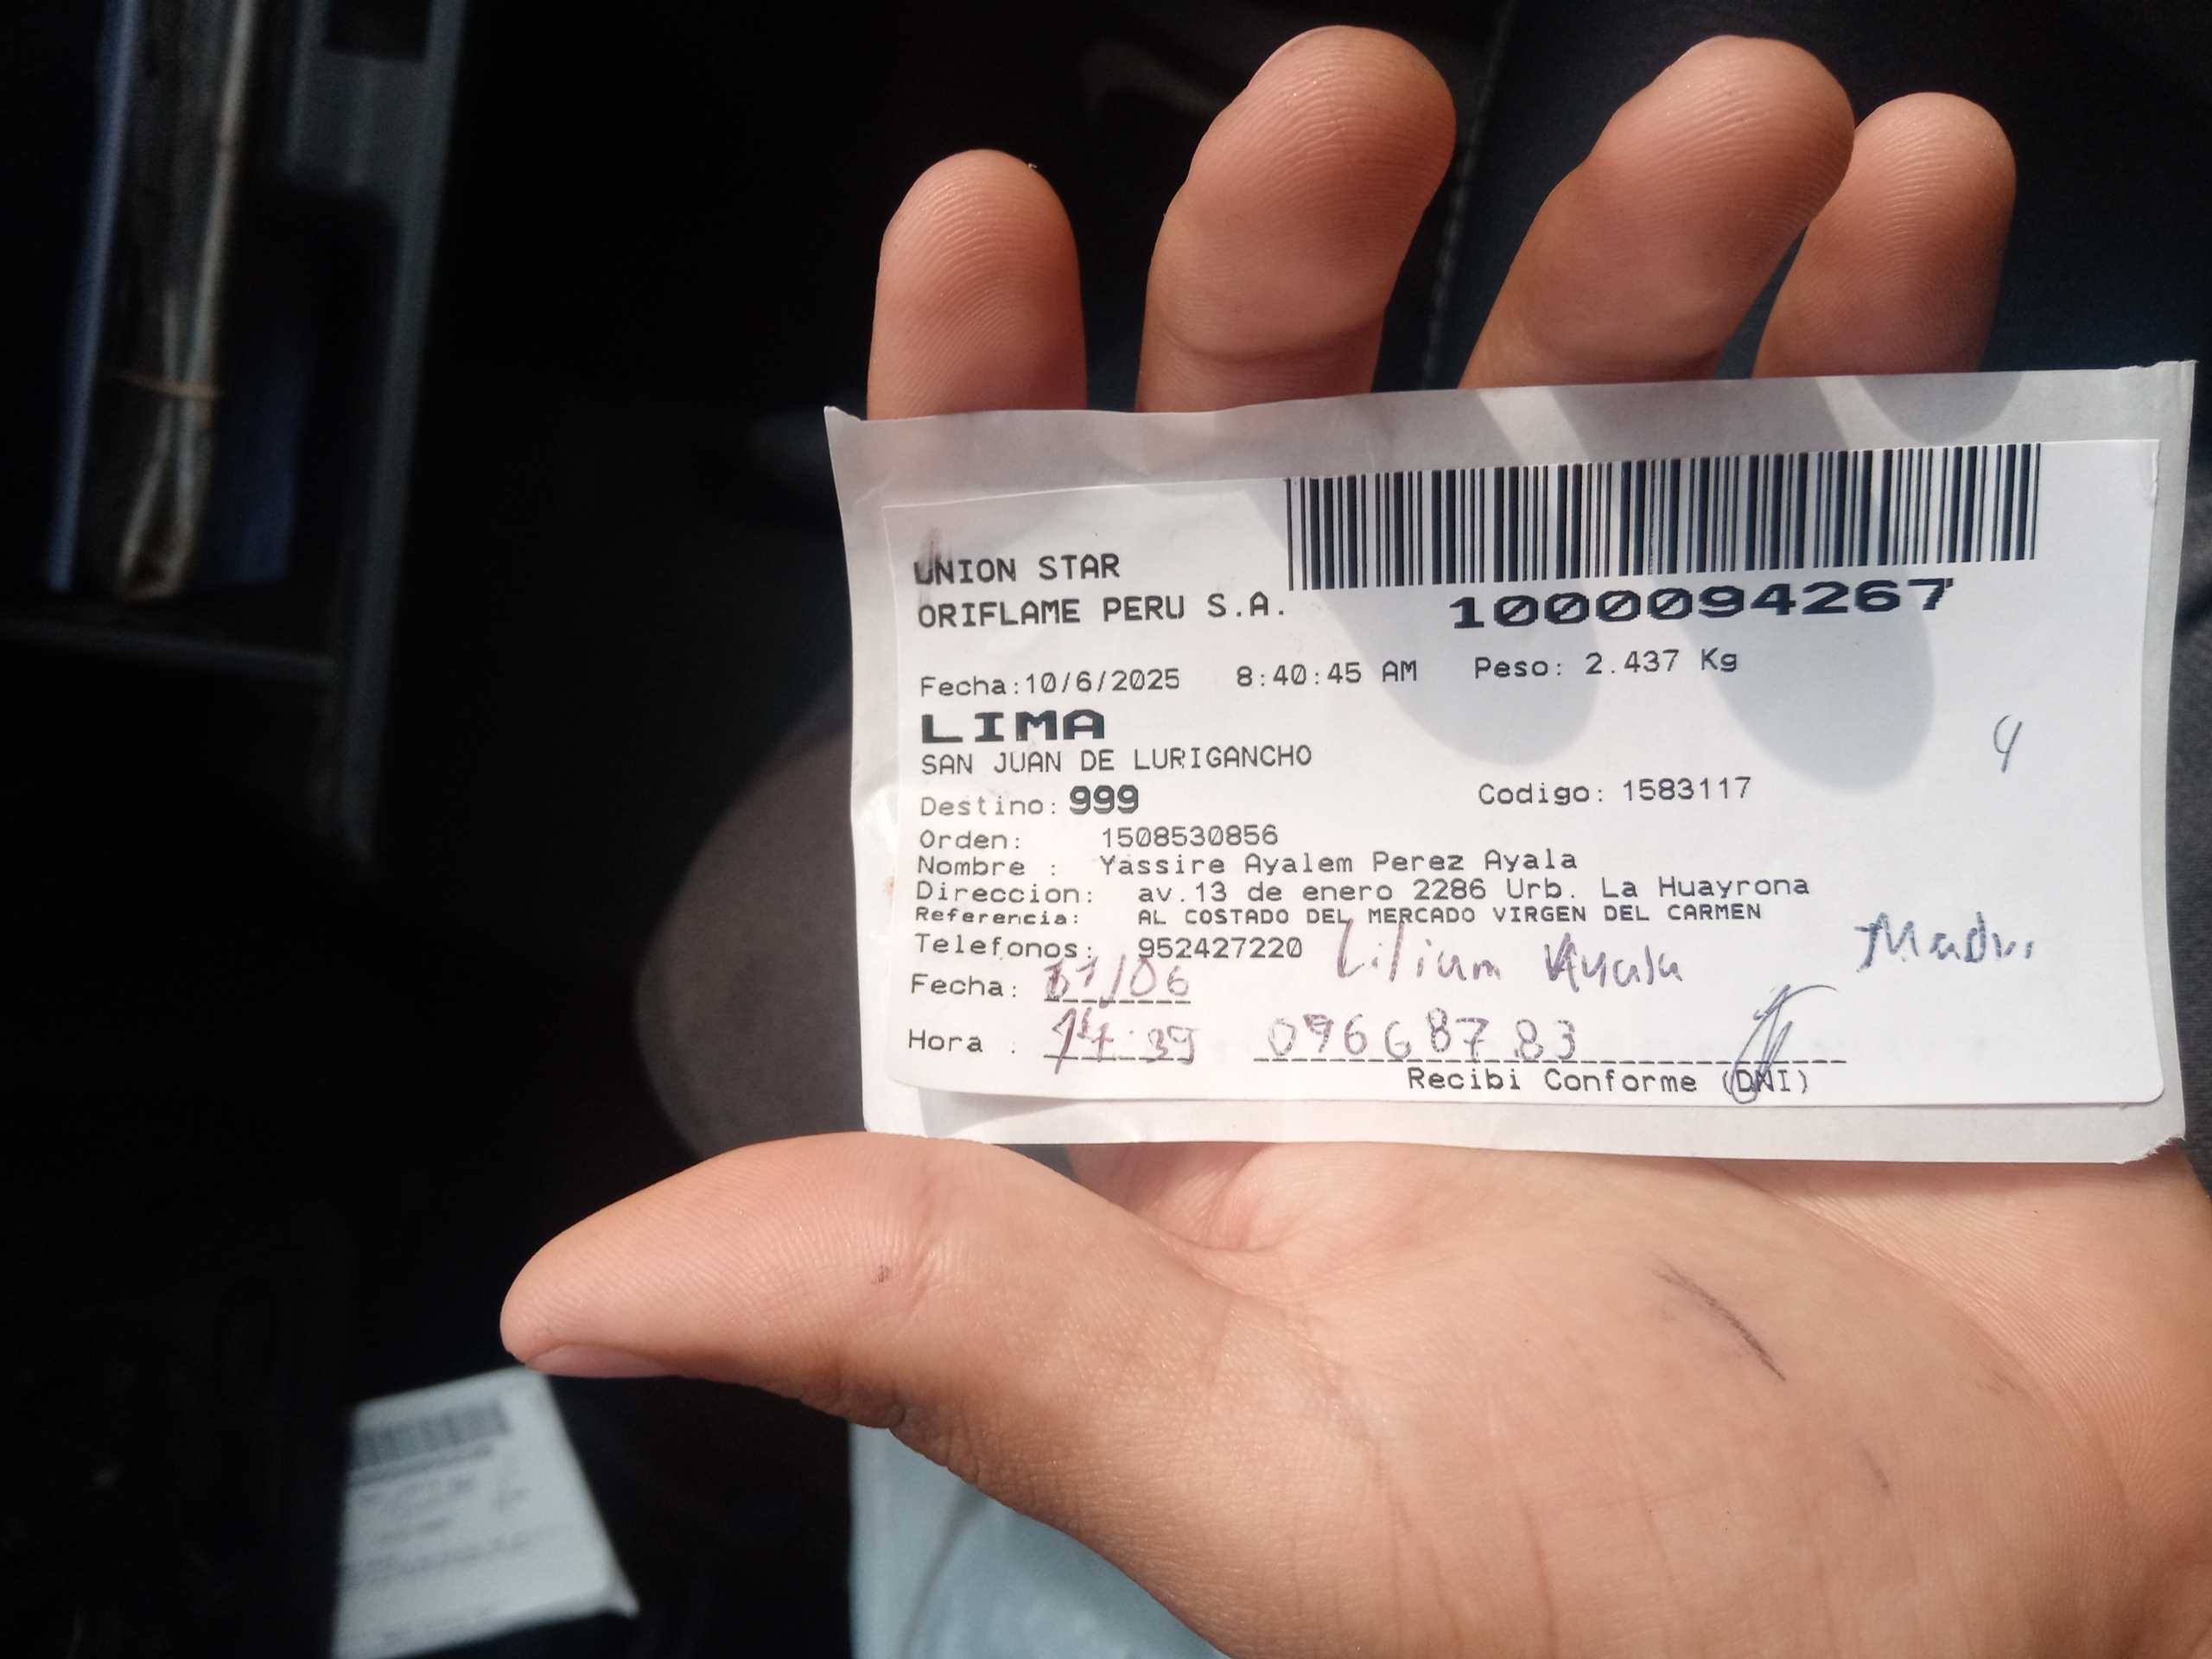 UNION STAR
ORIFLAME PERU S.A.
1000094267
Fecha:10/6/2025 8:40:45 AM Peso: 2.437 Kg
LIMA
SAN JUAN DE LURIGANCHO
4
Destino: 999 Codigo: 1583117
Orden: 1508530856
Nombre : Yassire Ayalem Perez Ayala
Direccion: av.13 de enero 2286 Urb. La Huayrona
Referencia: AL COSTADO DEL MERCADO VIRGEN DEL CARMEN
Telefonos: 952427220 Lilium Ayala
Fecha: 11/06
Hora : 14:39 09668783
Recibi Conforme (DNI)